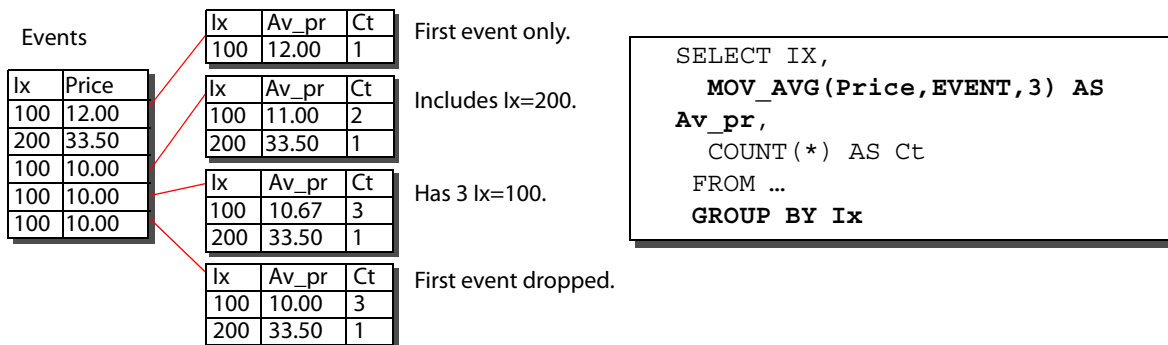 Events
Ix Price
100 12.00
200 33.50
100 10.00
100 10.00
100 10.00
Ix Av_pr Ct
100 12.00 1
First event only.
Ix Av_pr Ct
100 11.00 2
200 33.50 1
Includes Ix=200.
Ix Av_pr Ct
100 10.67 3
200 33.50 1
Has 3 Ix=100.
Ix Av_pr Ct
100 10.00 3
200 33.50 1
First event dropped.
SELECT IX,
MOV_AVG(Price,EVENT,3) AS
Av_pr,
COUNT(*) AS Ct
FROM …
GROUP BY Ix